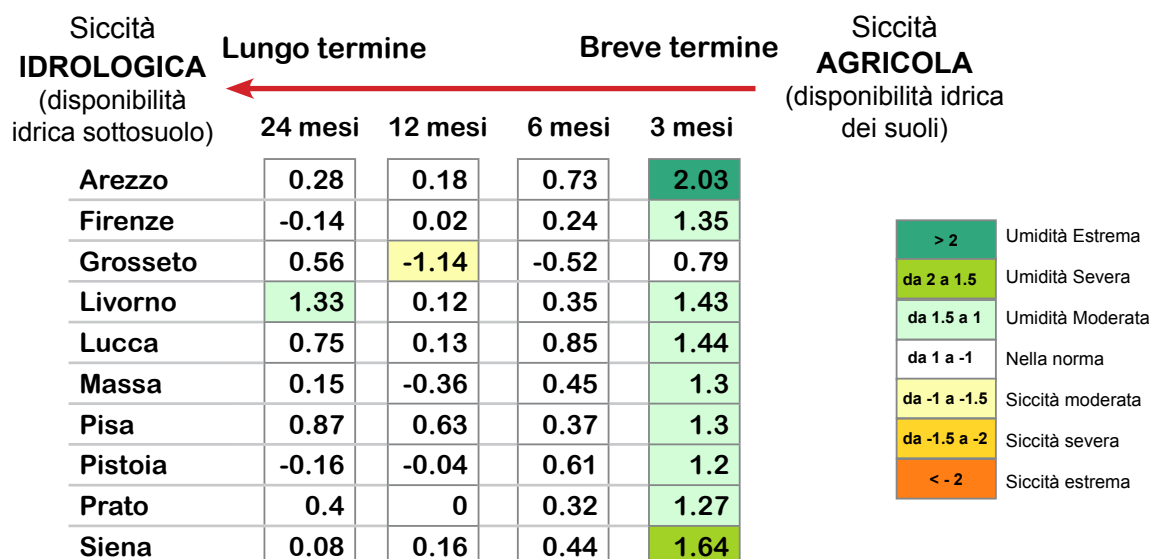 Siccità
IDROLOGICA
(disponibilità
idrica sottosuolo)
Lungo termine
Breve termine
Siccità
AGRICOLA
(disponibilità idrica
dei suoli)
24 mesi 12 mesi 6 mesi 3 mesi
Arezzo 0.28 0.18 0.73 2.03
Firenze -0.14 0.02 0.24 1.35
Grosseto 0.56 -1.14 -0.52 0.79
Livorno 1.33 0.12 0.35 1.43
Lucca 0.75 0.13 0.85 1.44
Massa 0.15 -0.36 0.45 1.3
Pisa 0.87 0.63 0.37 1.3
Pistoia -0.16 -0.04 0.61 1.2
Prato 0.4 0 0.32 1.27
Siena 0.08 0.16 0.44 1.64
> 2 Umidità Estrema
da 2 a 1.5 Umidità Severa
da 1.5 a 1 Umidità Moderata
da 1 a -1 Nella norma
da -1 a -1.5 Siccità moderata
da -1.5 a -2 Siccità severa
< - 2 Siccità estrema